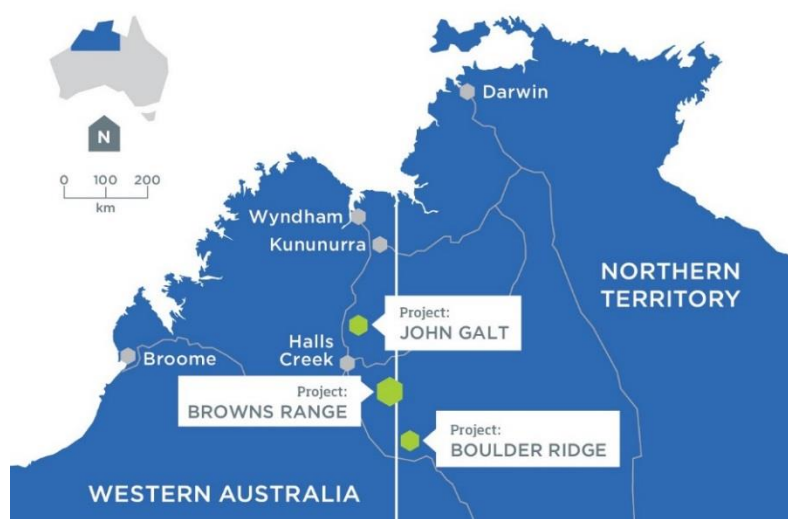 Darwin
N
0 100 200
km
Wyndham
Kununurra
NORTHERN
TERRITORY
Project:
JOHN GALT
Halls
Creek
Broome
Project:
BROWNS RANGE
Project:
BOULDER RIDGE
WESTERN AUSTRALIA